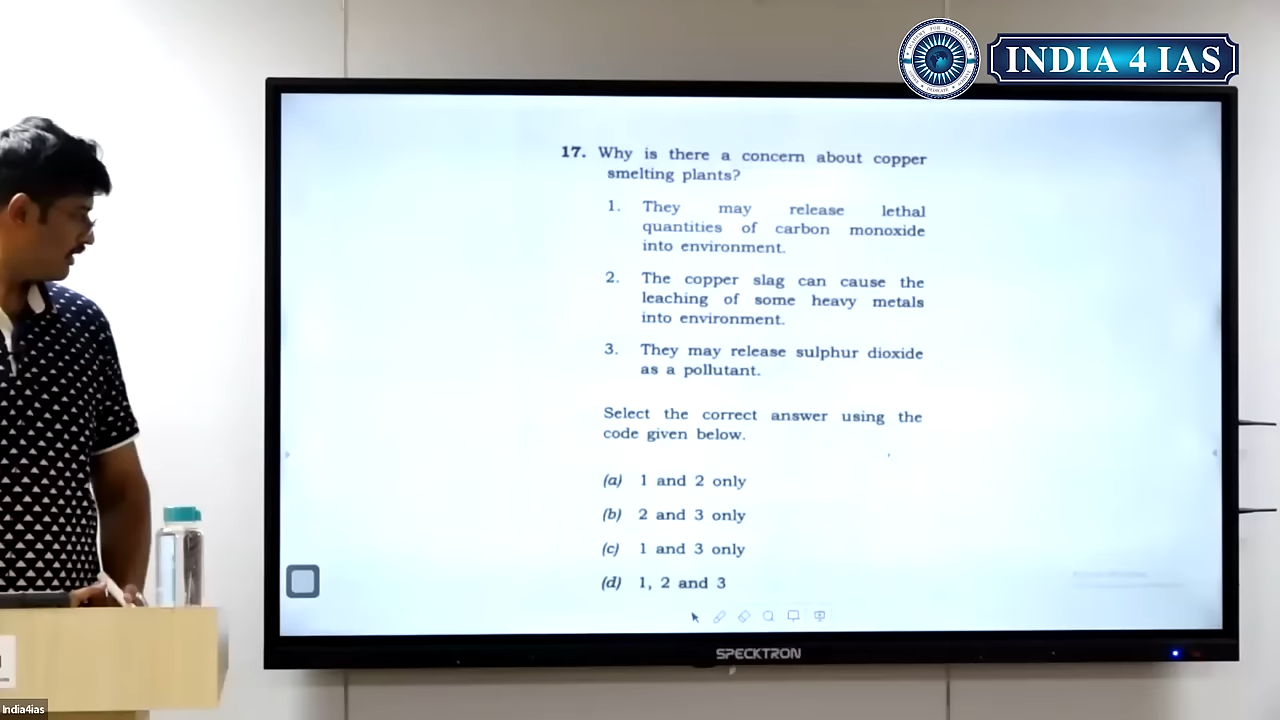 INDIA 4 IAS
17. Why is there a concern about copper
smelting plants?
1. They may release lethal
quantities of carbon monoxide
into environment.
2. The copper slag can cause the
leaching of some heavy metals
into environment.
3. They may release sulphur dioxide
as a pollutant.
Select the correct answer using the
code given below.
(a) 1 and 2 only
(b) 2 and 3 only
(c) 1 and 3 only
(d) 1, 2 and 3
SPECKTRON
India4ias